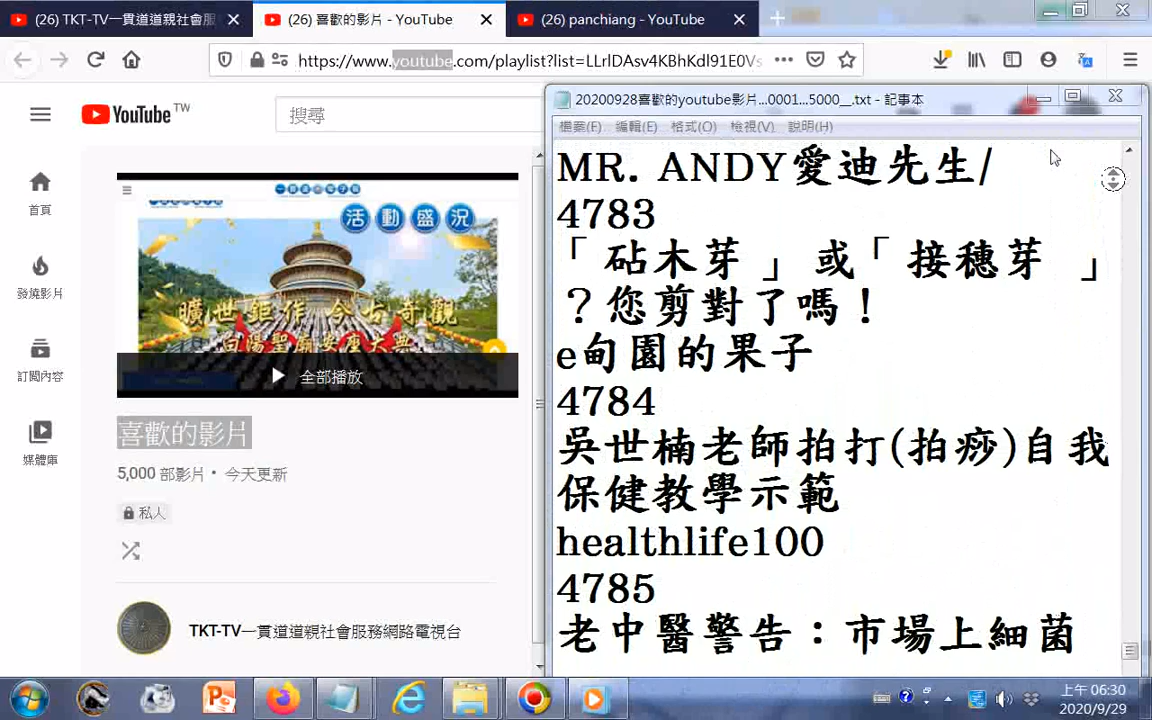 (26) TKT-TV一貫道道親社會服
(26) 喜歡的影片 - YouTube
(26) panchiang - YouTube
https://www.youtube.com/playlist?list=LLrlDAsv4KBhKdl91E0Vs
YouTube TW
搜尋
首頁
發燒影片
訂閱內容
媒體庫
活動盛況
曠世鉅作 今古奇觀
全部播放
喜歡的影片
5,000 部影片 • 今天更新
私人
TKT-TV一貫道道親社會服務網路電視台
20200928喜歡的youtube影片...0001...5000__.txt - 記事本
檔案(F) 編輯(E) 格式(O) 檢視(V) 說明(H)
MR. ANDY愛迪先生/
4783
「 砧木芽 」 或「 接穗芽 」
？您剪對了嗎！
e甸園的果子
4784
吳世楠老師拍打(拍痧)自我
保健教學示範
healthlife100
4785
老中醫警告：市場上細菌
上午 06:30
2020/9/29